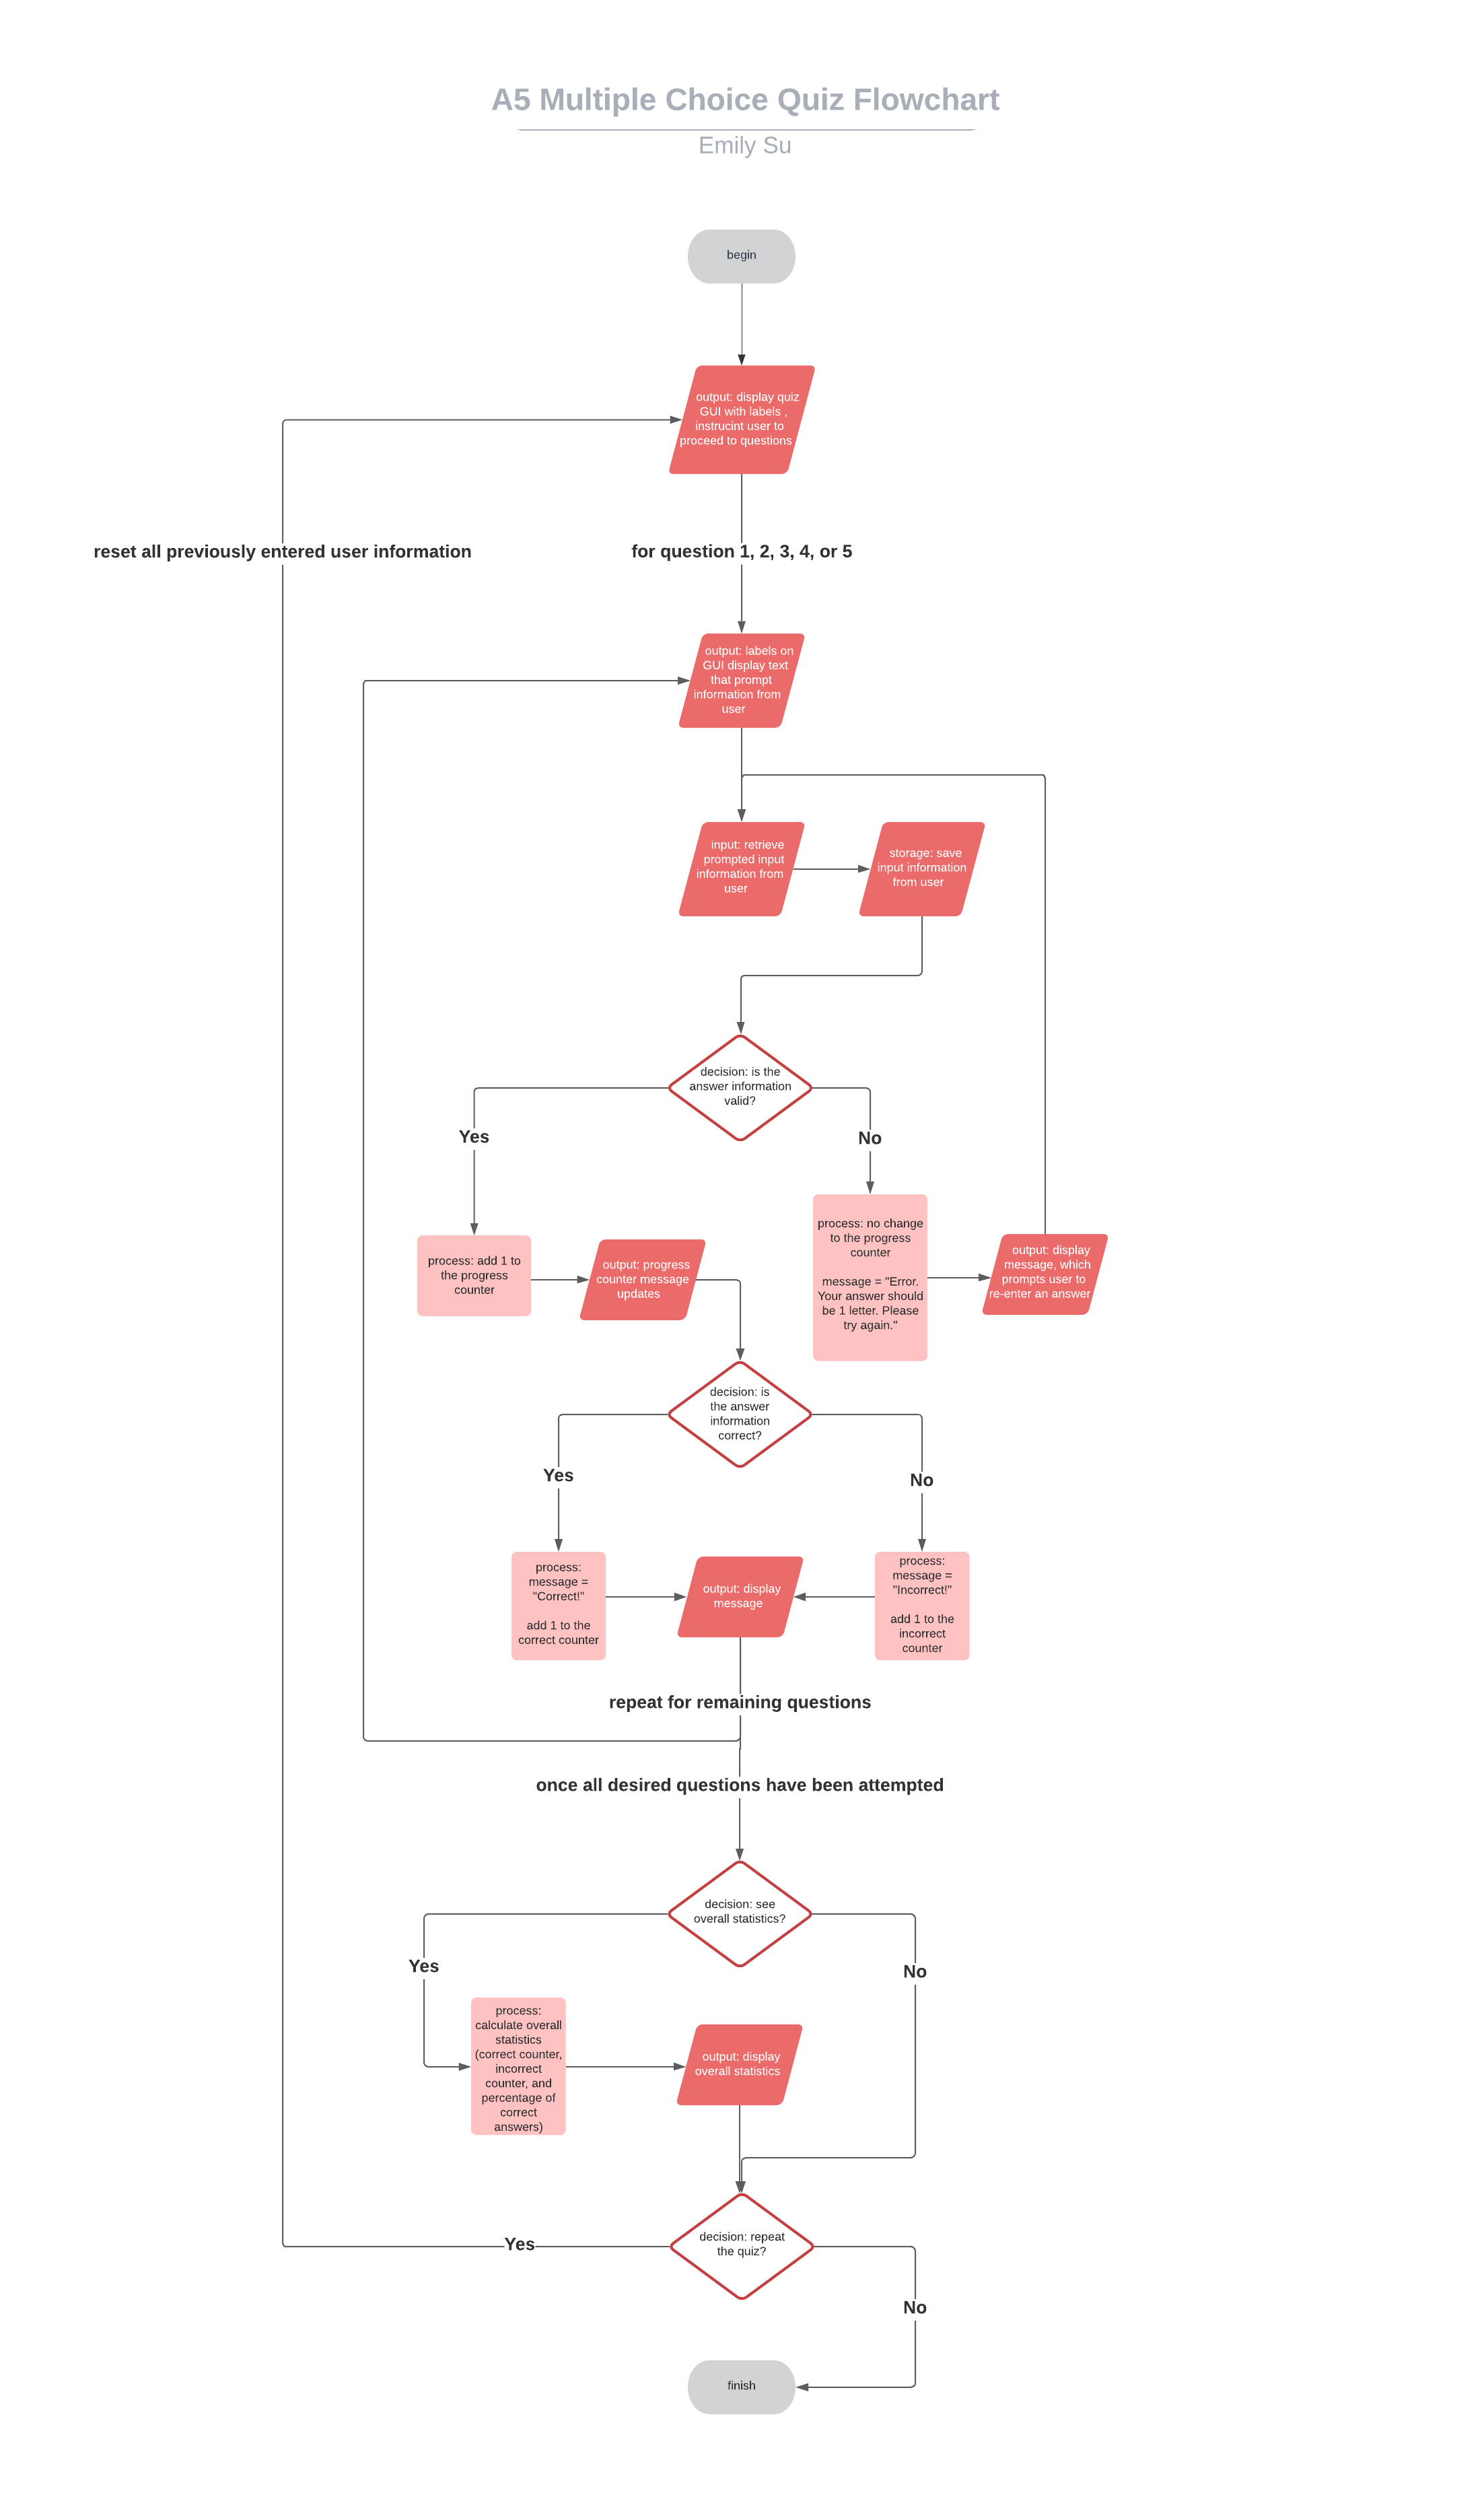 A5 Multiple Choice Quiz Flowchart
Emily Su
begin
output: display quiz
GUI with labels ,
instrucint user to
proceed to questions
reset all previously entered user information
for question 1, 2, 3, 4, or 5
output: labels on
GUI display text
that prompt
information from
user
input: retrieve
prompted input
information from
user
storage: save
input information
from user
decision: is the
answer information
valid?
Yes
No
process: add 1 to
the progress
counter
output: progress
counter message
updates
process: no change
to the progress
counter
message = "Error.
Your answer should
be 1 letter. Please
try again."
output: display
message, which
prompts user to
re-enter an answer
decision: is
the answer
information
correct?
Yes
No
process:
message =
"Correct!"
add 1 to the
correct counter
output: display
message
process:
message =
"Incorrect!"
add 1 to the
incorrect
counter
repeat for remaining questions
once all desired questions have been attempted
decision: see
overall statistics?
Yes
No
process:
calculate overall
statistics
(correct counter,
incorrect
counter, and
percentage of
correct
answers)
output: display
overall statistics
decision: repeat
the quiz?
Yes
No
finish